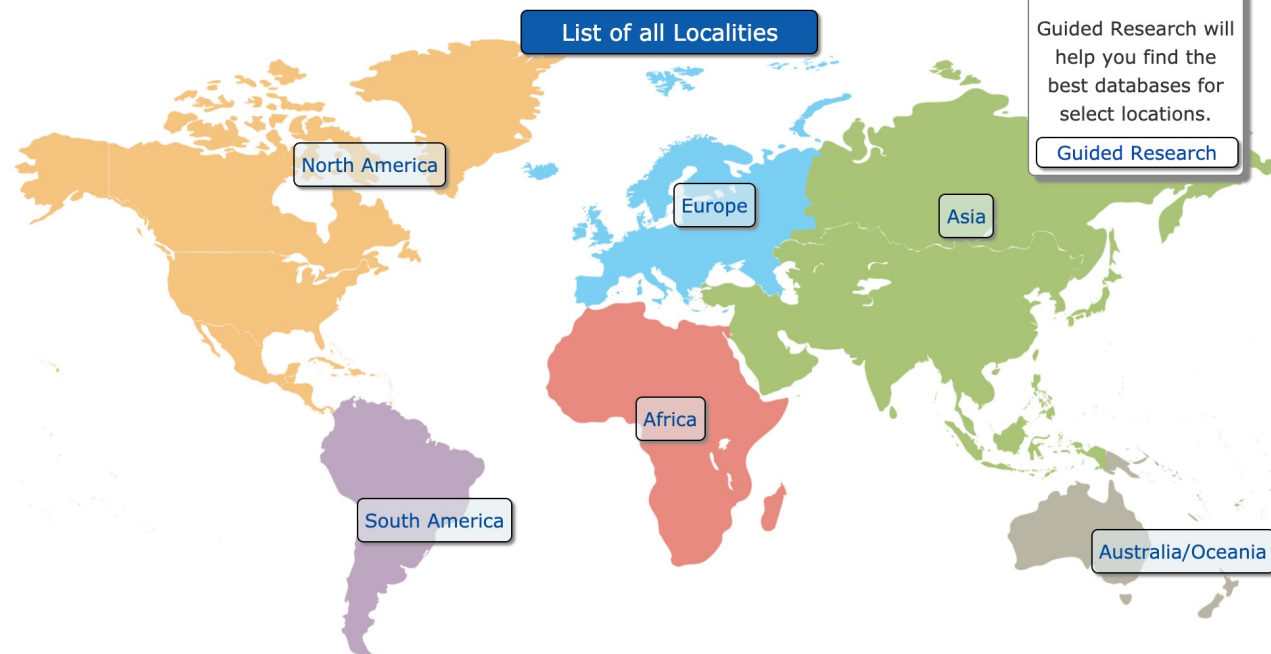 List of all Localities
Guided Research will
help you find the
best databases for
select locations.
Guided Research
North America
Europe
Asia
Africa
South America
Australia/Oceania